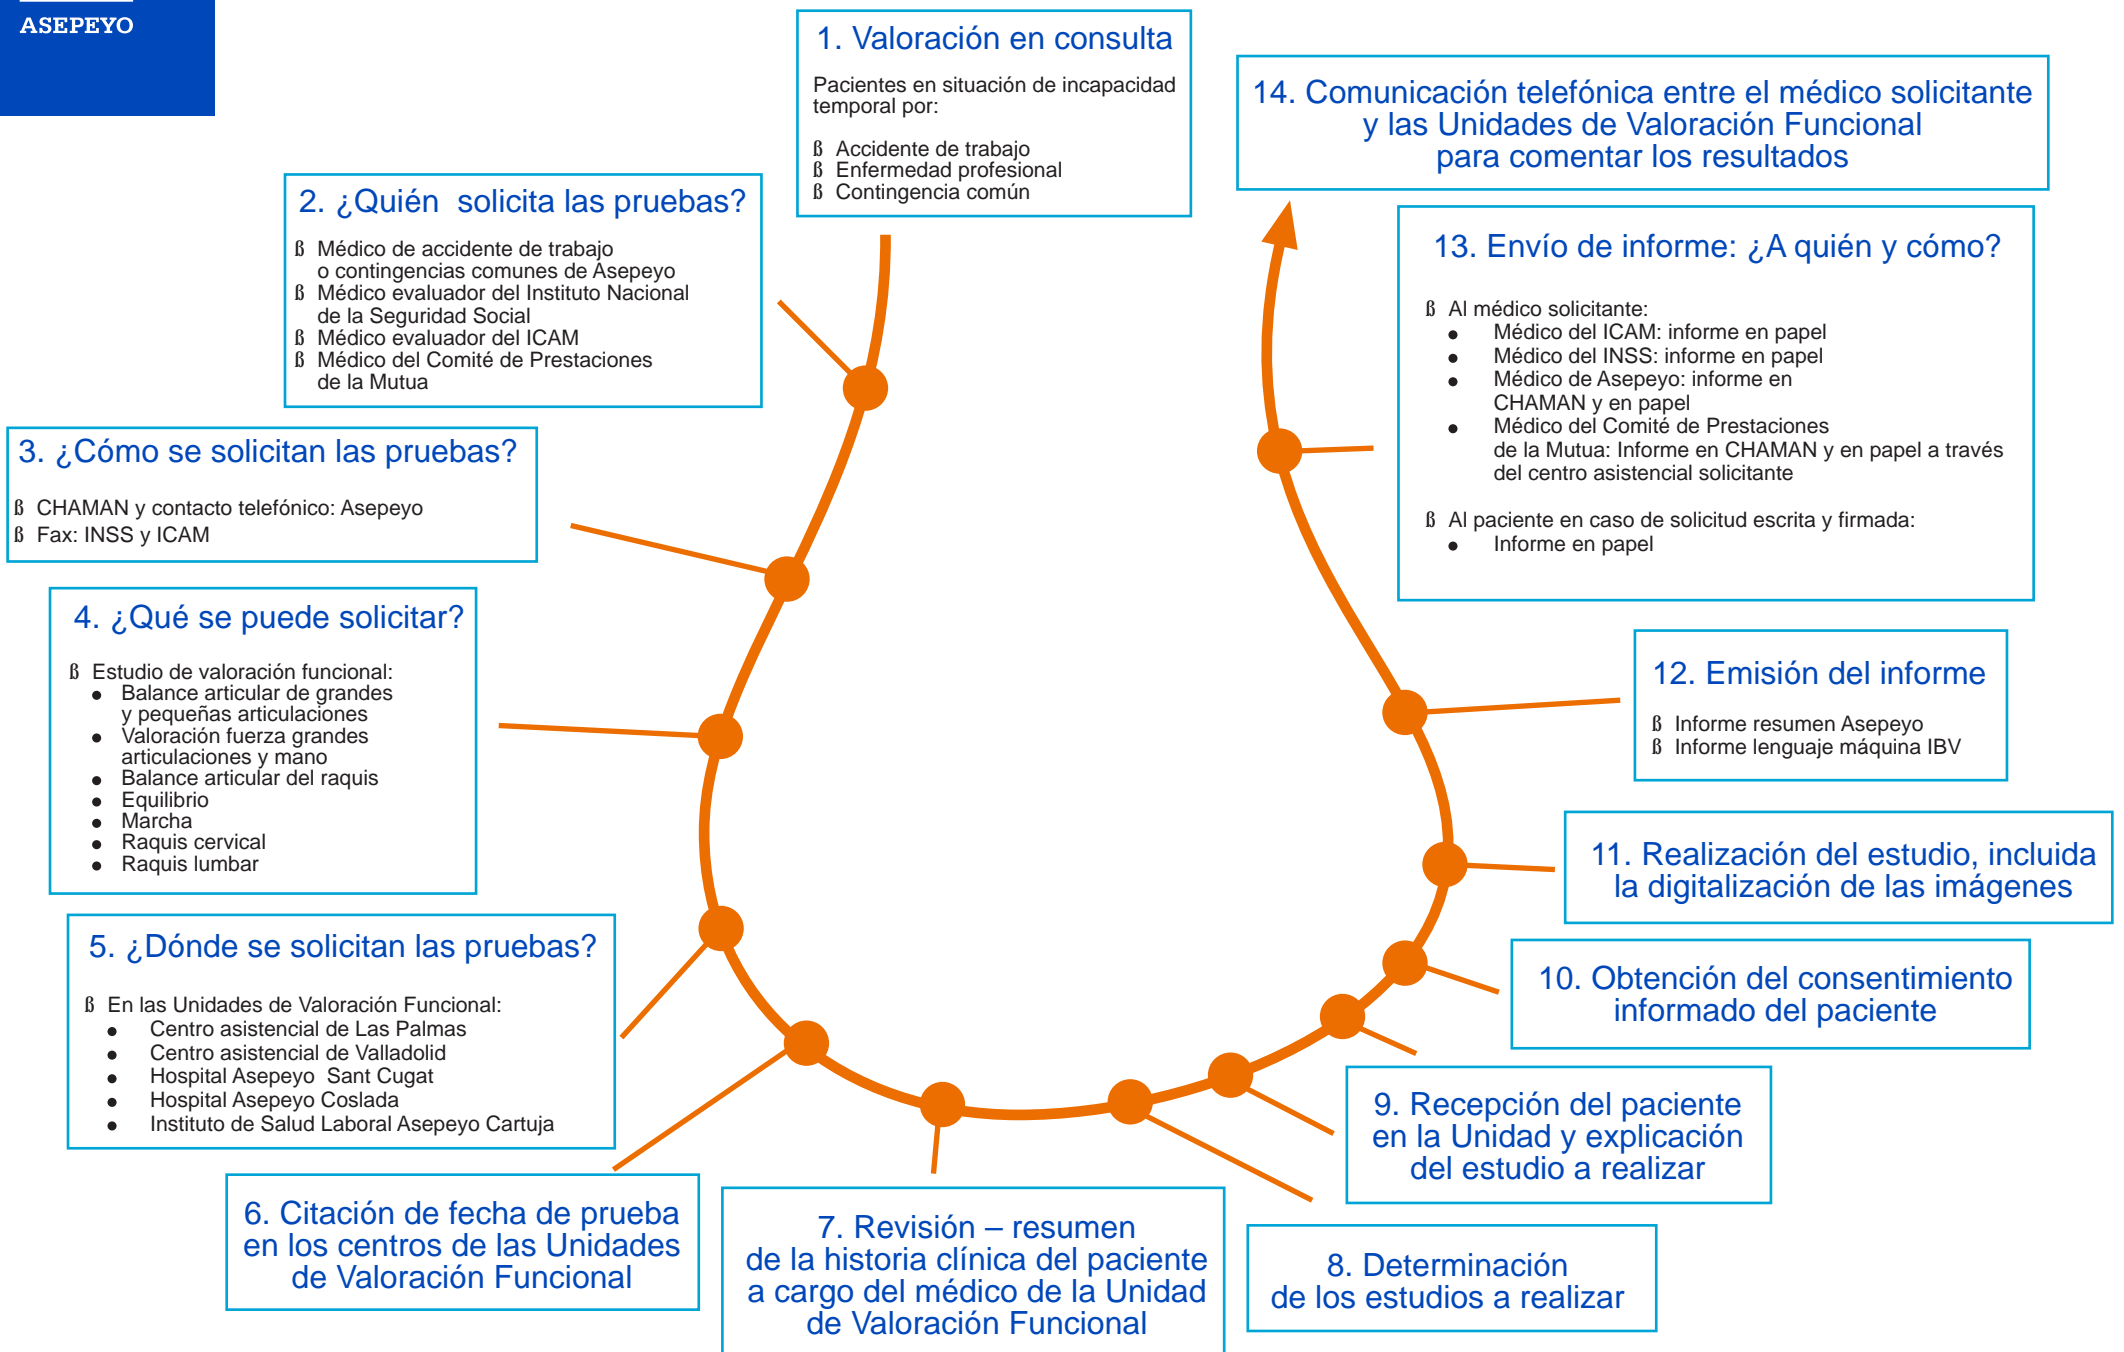 ASEPEYO
1. Valoración en consulta
Pacientes en situación de incapacidad
temporal por:
ß Accidente de trabajo
ß Enfermedad profesional
ß Contingencia común
2. ¿Quién solicita las pruebas?
ß Médico de accidente de trabajo
o contingencias comunes de Asepeyo
ß Médico evaluador del Instituto Nacional
de la Seguridad Social
ß Médico evaluador del ICAM
ß Médico del Comité de Prestaciones
de la Mutua
3. ¿Cómo se solicitan las pruebas?
ß CHAMAN y contacto telefónico: Asepeyo
ß Fax: INSS y ICAM
4. ¿Qué se puede solicitar?
ß Estudio de valoración funcional:
● Balance articular de grandes
y pequeñas articulaciones
● Valoración fuerza grandes
articulaciones y mano
● Balance articular del raquis
● Equilibrio
● Marcha
● Raquis cervical
● Raquis lumbar
5. ¿Dónde se solicitan las pruebas?
ß En las Unidades de Valoración Funcional:
● Centro asistencial de Las Palmas
● Centro asistencial de Valladolid
● Hospital Asepeyo Sant Cugat
● Hospital Asepeyo Coslada
● Instituto de Salud Laboral Asepeyo Cartuja
6. Citación de fecha de prueba
en los centros de las Unidades
de Valoración Funcional
7. Revisión – resumen
de la historia clínica del paciente
a cargo del médico de la Unidad
de Valoración Funcional
8. Determinación
de los estudios a realizar
9. Recepción del paciente
en la Unidad y explicación
del estudio a realizar
10. Obtención del consentimiento
informado del paciente
11. Realización del estudio, incluida
la digitalización de las imágenes
12. Emisión del informe
ß Informe resumen Asepeyo
ß Informe lenguaje máquina IBV
13. Envío de informe: ¿A quién y cómo?
ß Al médico solicitante:
● Médico del ICAM: informe en papel
● Médico del INSS: informe en papel
● Médico de Asepeyo: informe en
CHAMAN y en papel
● Médico del Comité de Prestaciones
de la Mutua: Informe en CHAMAN y en papel a través
del centro asistencial solicitante
ß Al paciente en caso de solicitud escrita y firmada:
● Informe en papel
14. Comunicación telefónica entre el médico solicitante
y las Unidades de Valoración Funcional
para comentar los resultados